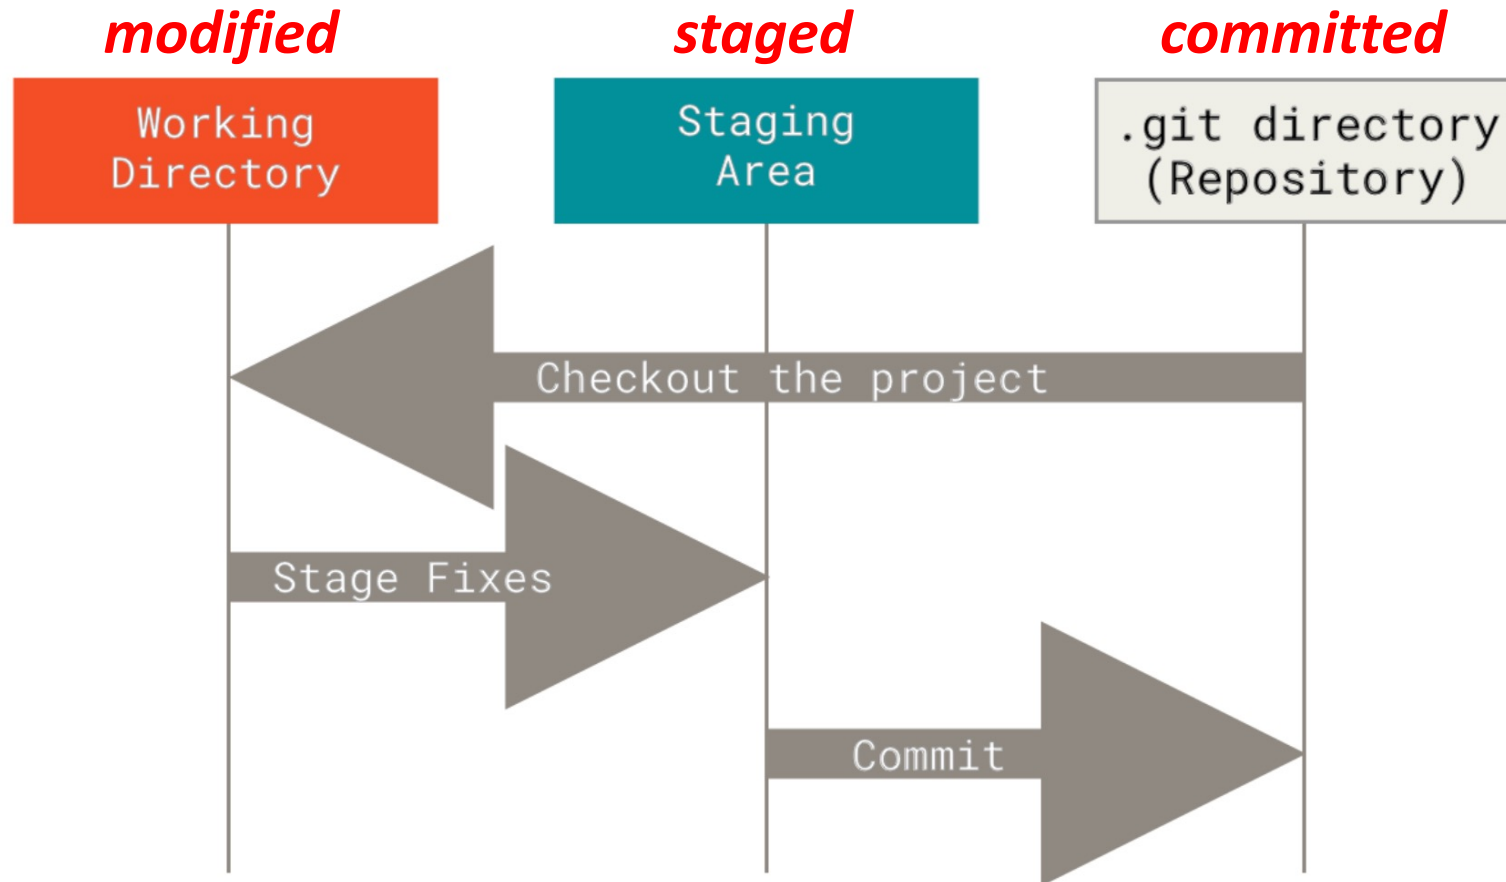 modified
staged
committed
Working
Directory
Staging
Area
.git directory
(Repository)
Checkout the project
Stage Fixes
Commit